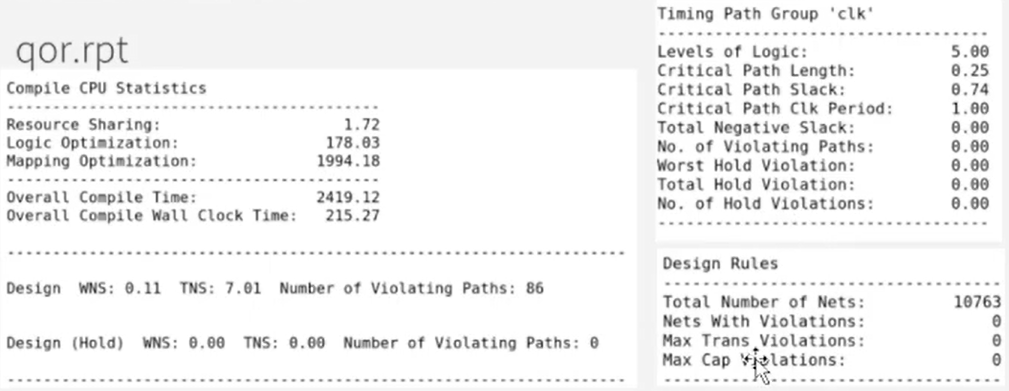 qor.rpt
Compile CPU Statistics
-----------------------------------------
Resource Sharing: 1.72
Logic Optimization: 178.03
Mapping Optimization: 1994.18
-----------------------------------------
Overall Compile Time: 2419.12
Overall Compile Wall Clock Time: 215.27
--------------------------------------------------------------------
Design WNS: 0.11 TNS: 7.01 Number of Violating Paths: 86
Design (Hold) WNS: 0.00 TNS: 0.00 Number of Violating Paths: 0
--------------------------------------------------------------------
Timing Path Group 'clk'
-----------------------------------
Levels of Logic: 5.00
Critical Path Length: 0.25
Critical Path Slack: 0.74
Critical Path Clk Period: 1.00
Total Negative Slack: 0.00
No. of Violating Paths: 0.00
Worst Hold Violation: 0.00
Total Hold Violation: 0.00
No. of Hold Violations: 0.00
-----------------------------------
Design Rules
-----------------------------------
Total Number of Nets: 10763
Nets With Violations: 0
Max Trans Violations: 0
Max Cap Violations: 0
-----------------------------------